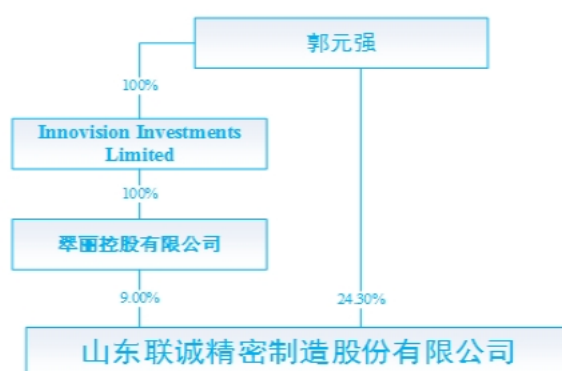 郭元强
100%
Innovision Investments
Limited
100%
翠丽控股有限公司
9.00%
24.30%
山东联诚精密制造股份有限公司